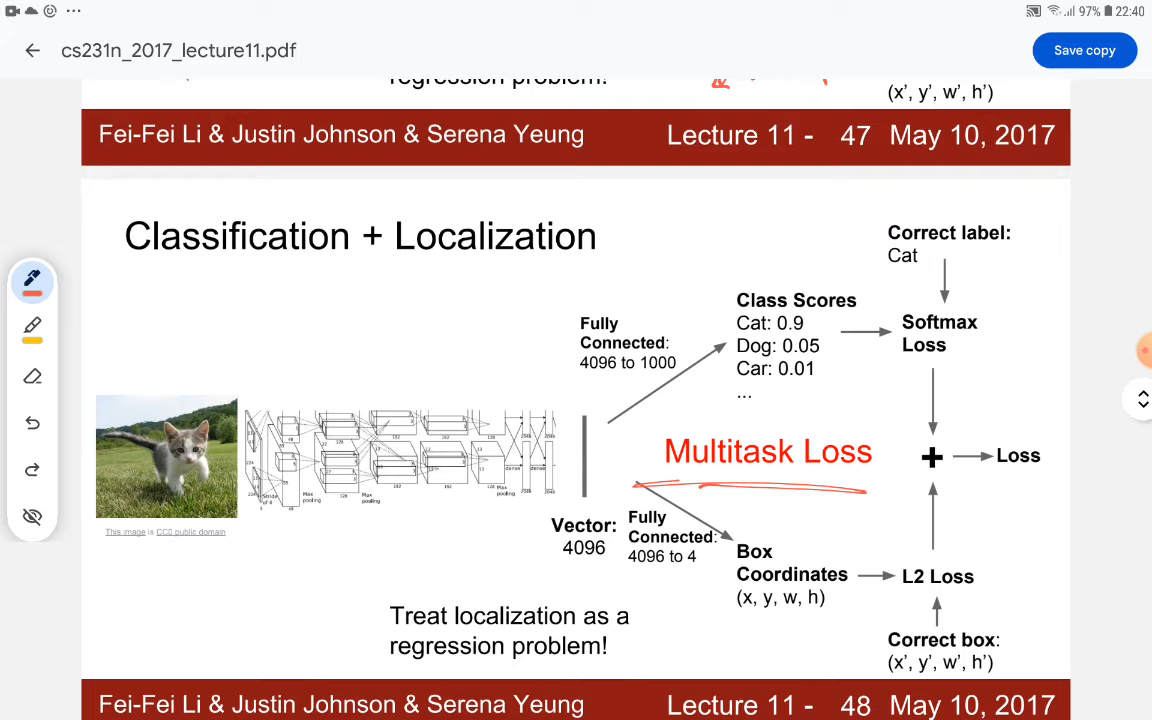 97% 22:40
cs231n_2017_lecture11.pdf
Save copy
regression problem!
(x’, y’, w’, h’)
Fei-Fei Li & Justin Johnson & Serena Yeung Lecture 11 - 47 May 10, 2017
Classification + Localization
Correct label:
Cat
Class Scores
Cat: 0.9
Dog: 0.05
Car: 0.01
...
Softmax
Loss
Fully
Connected:
4096 to 1000
Multitask Loss
+
Loss
This image is CC0 public domain
Vector:
4096
Fully
Connected:
4096 to 4
Box
Coordinates
(x, y, w, h)
L2 Loss
Treat localization as a
regression problem!
Correct box:
(x’, y’, w’, h’)
Fei-Fei Li & Justin Johnson & Serena Yeung Lecture 11 - 48 May 10, 2017